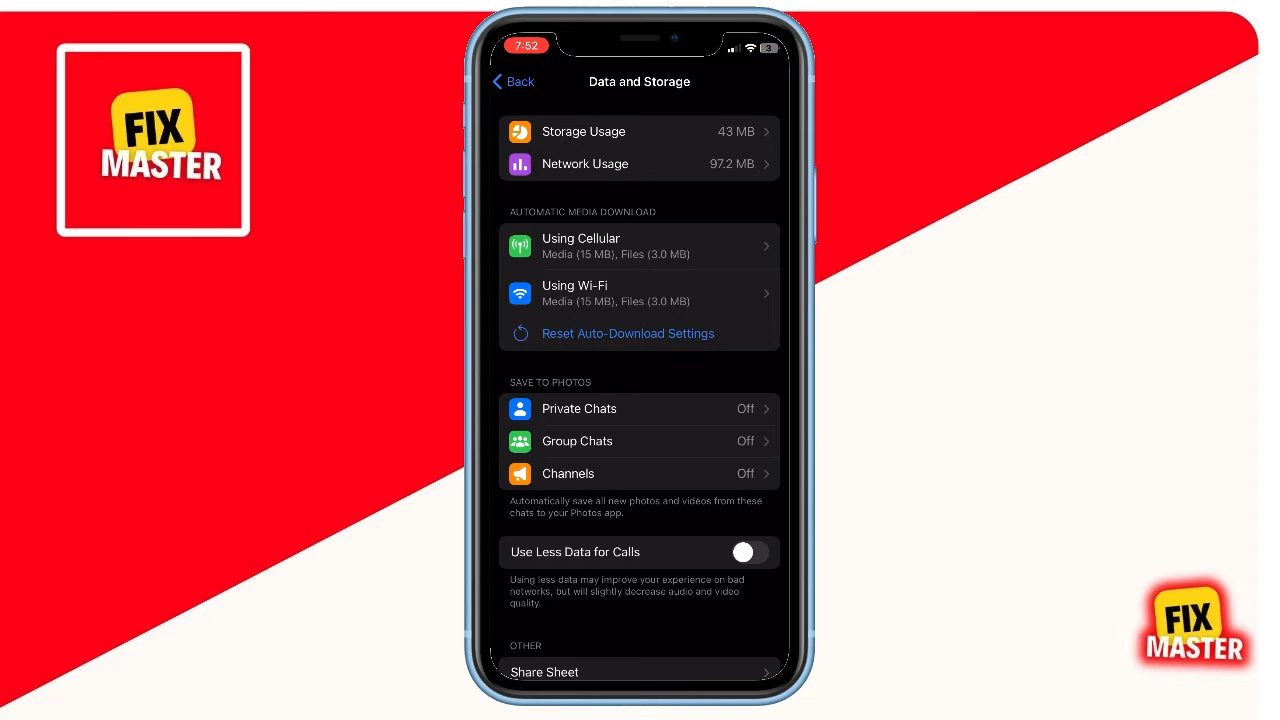 FIX
MASTER
7:52
3
Back
Data and Storage
Storage Usage 43 MB
Network Usage 97.2 MB
AUTOMATIC MEDIA DOWNLOAD
Using Cellular
Media (15 MB), Files (3.0 MB)
Using Wi-Fi
Media (15 MB), Files (3.0 MB)
Reset Auto-Download Settings
SAVE TO PHOTOS
Private Chats Off
Group Chats Off
Channels Off
Automatically save all new photos and videos from these
chats to your Photos app.
Use Less Data for Calls
Using less data may improve your experience on bad
networks, but will slightly decrease audio and video
quality.
OTHER
Share Sheet
FIX
MASTER